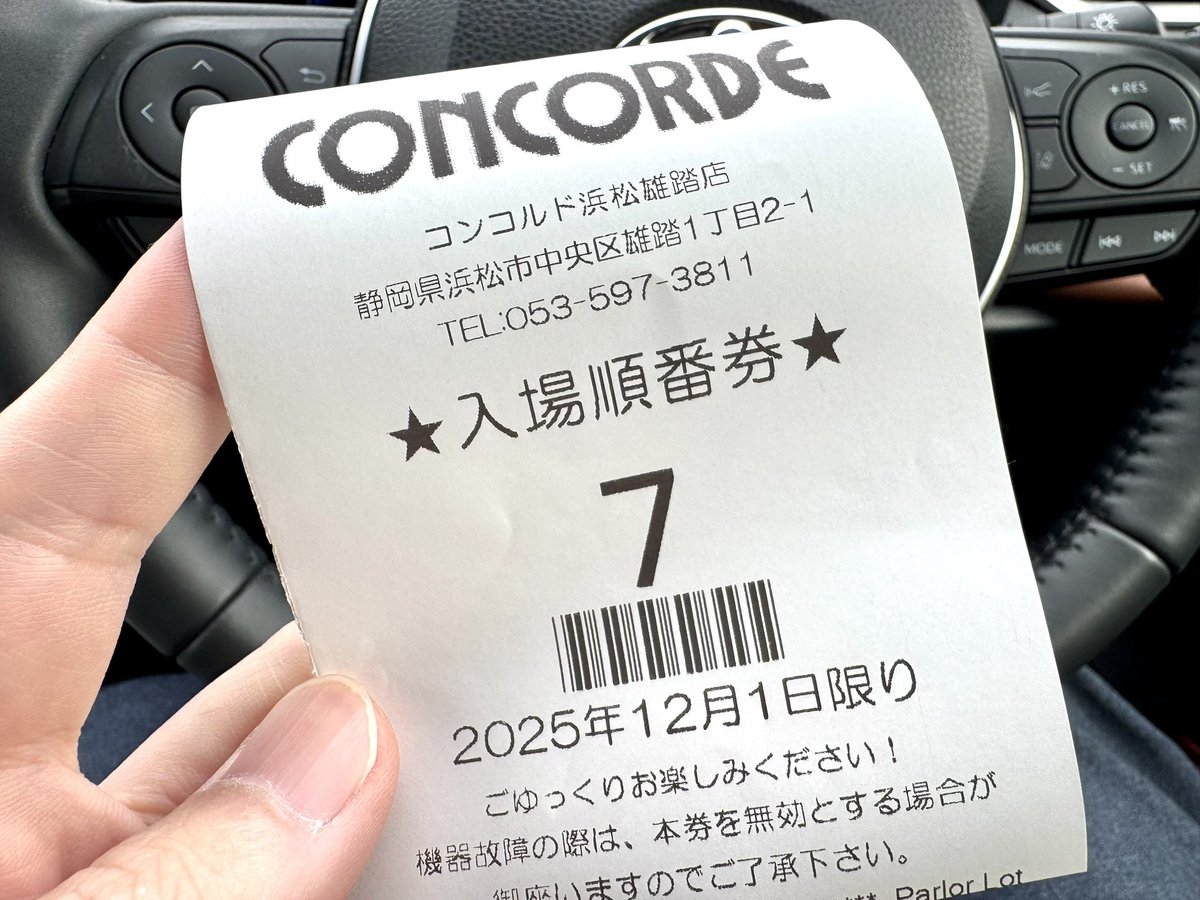 CONCORDE
コンコルド浜松雄踏店
静岡県浜松市中央区雄踏1丁目2-1
TEL:053-597-3811
★入場順番券★
7
2025年12月1日限り
ごゆっくりお楽しみください！
機器故障の際は、本券を無効とする場合が
御座いますのでご了承下さい。
Parlor Lot
+ RES
CANCEL
- SET
MODE